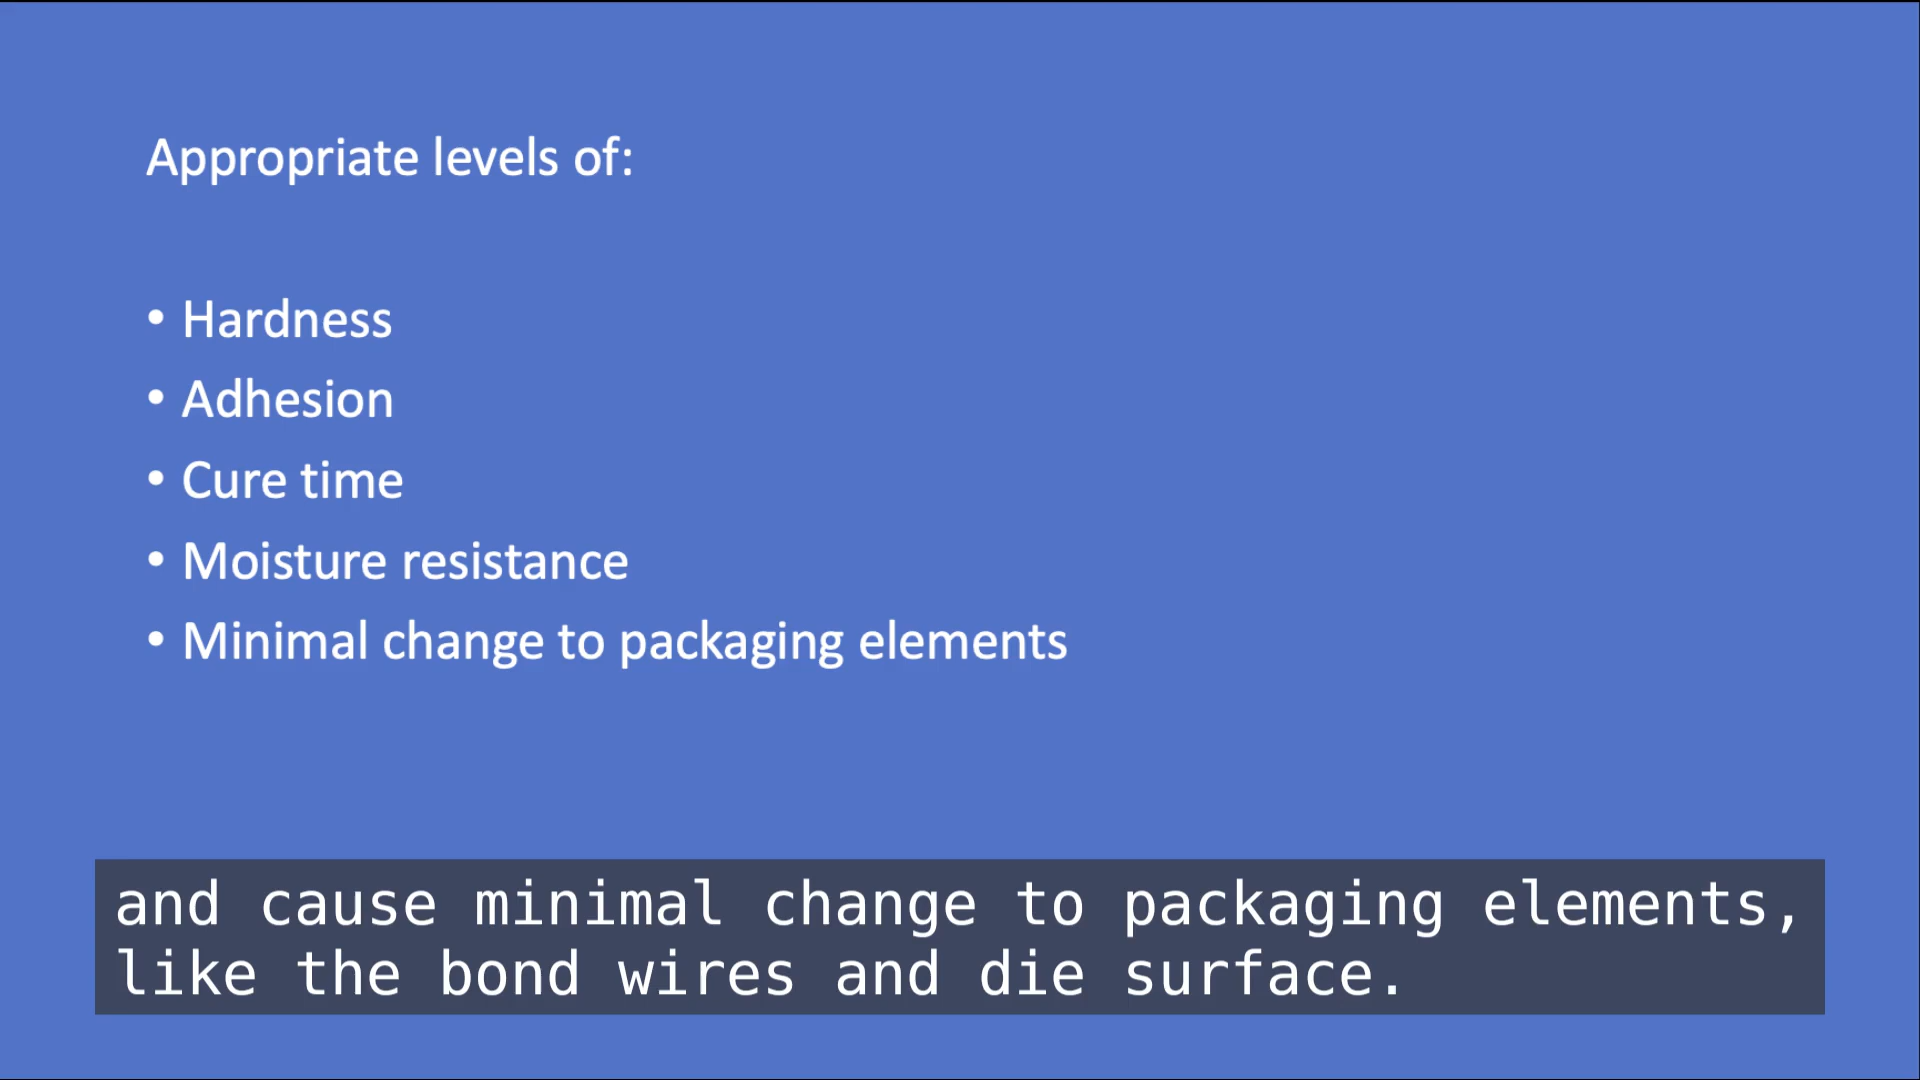 Appropriate levels of:
• Hardness
• Adhesion
• Cure time
• Moisture resistance
• Minimal change to packaging elements
and cause minimal change to packaging elements,
like the bond wires and die surface.